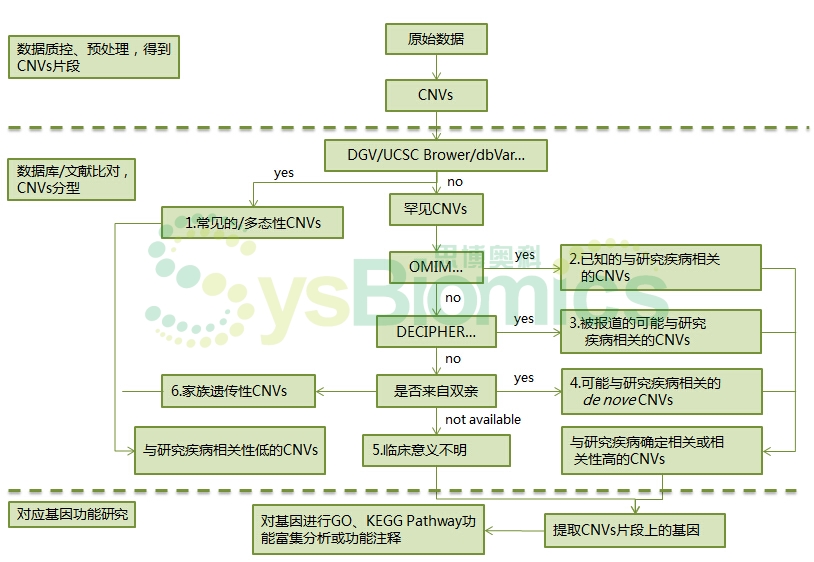 原始数据
数据质控、预处理，得到
CNVs片段
CNVs
DGV/UCSC Brower/dbVar...
数据库/文献比对，
CNVs分型
yes
no
1.常见的/多态性CNVs
罕见CNVs
思博奥科
SysBiomics
OMIM...
yes
2.已知的与研究疾病相关
的CNVs
no
DECIPHER...
yes
3.被报道的可能与研究
疾病相关的CNVs
no
6.家族遗传性CNVs
是否来自双亲
yes
4.可能与研究疾病相关的
de nove CNVs
not available
与研究疾病相关性低的CNVs
5.临床意义不明
与研究疾病确定相关或相
关性高的CNVs
对应基因功能研究
对基因进行GO、KEGG Pathway功
能富集分析或功能注释
提取CNVs片段上的基因